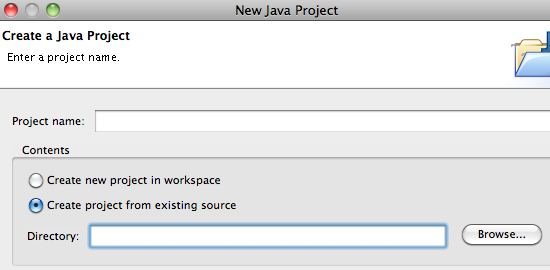 New Java Project
Create a Java Project
Enter a project name.
Project name:
Contents
Create new project in workspace
Create project from existing source
Directory:
Browse...